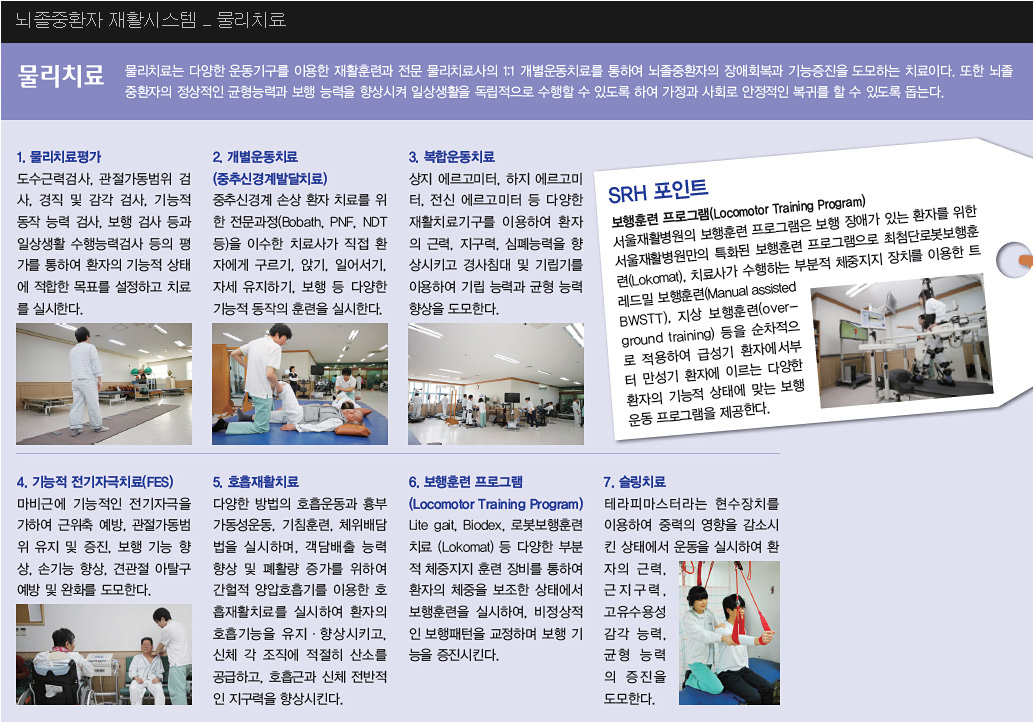 뇌졸중환자 재활시스템 _ 물리치료
물리치료
물리치료는 다양한 운동기구를 이용한 재활훈련과 전문 물리치료사의 1:1 개별운동치료를 통하여 뇌졸중환자의 장애회복과 기능증진을 도모하는 치료이다. 또한 뇌졸
중환자의 정상적인 균형능력과 보행 능력을 향상시켜 일상생활을 독립적으로 수행할 수 있도록 하여 가정과 사회로 안정적인 복귀를 할 수 있도록 돕는다.
1. 물리치료평가
도수근력검사, 관절가동범위 검
사, 경직 및 감각 검사, 기능적
동작 능력 검사, 보행 검사 등과
일상생활 수행능력검사 등의 평
가를 통하여 환자의 기능적 상태
에 적합한 목표를 설정하고 치료
를 실시한다.
2. 개별운동치료
(중추신경계발달치료)
중추신경계 손상 환자 치료를 위
한 전문과정(Bobath, PNF, NDT
등)을 이수한 치료사가 직접 환
자에게 구르기, 앉기, 일어서기,
자세 유지하기, 보행 등 다양한
기능적 동작의 훈련을 실시한다.
3. 복합운동치료
상지 에르고미터, 하지 에르고미
터, 전신 에르고미터 등 다양한
재활치료기구를 이용하여 환자
의 근력, 지구력, 심폐능력을 향
상시키고 경사침대 및 기립기를
이용하여 기립 능력과 균형 능력
향상을 도모한다.
SRH 포인트
보행훈련 프로그램(Locomotor Training Program)
서울재활병원의 보행훈련 프로그램은 보행 장애가 있는 환자를 위한
서울재활병원만의 특화된 보행훈련 프로그램으로 최첨단로봇보행훈
련(Lokomat), 치료사가 수행하는 부분적 체중지지 장치를 이용한 트
레드밀 보행훈련(Manual assisted
BWSTT), 지상 보행훈련(over-
ground training) 등을 순차적으
로 적용하여 급성기 환자에서부
터 만성기 환자에 이르는 다양한
환자의 기능적 상태에 맞는 보행
운동 프로그램을 제공한다.
4. 기능적 전기자극치료(FES)
마비근에 기능적인 전기자극을
가하여 근위축 예방, 관절가동범
위 유지 및 증진, 보행 기능 향
상, 손기능 향상, 견관절 아탈구
예방 및 완화를 도모한다.
5. 호흡재활치료
다양한 방법의 호흡운동과 흉부
가동성운동, 기침훈련, 체위배담
법을 실시하며, 객담배출 능력
향상 및 폐활량 증가를 위하여
간헐적 양압호흡기를 이용한 호
흡재활치료를 실시하여 환자의
호흡기능을 유지 · 향상시키고,
신체 각 조직에 적절히 산소를
공급하고, 호흡근과 신체 전반적
인 지구력을 향상시킨다.
6. 보행훈련 프로그램
(Locomotor Training Program)
Lite gait, Biodex, 로봇보행훈련
치료 (Lokomat) 등 다양한 부분
적 체중지지 훈련 장비를 통하여
환자의 체중을 보조한 상태에서
보행훈련을 실시하여, 비정상적
인 보행패턴을 교정하며 보행 기
능을 증진시킨다.
7. 슬링치료
테라피마스터라는 현수장치를
이용하여 중력의 영향을 감소시
킨 상태에서 운동을 실시하여 환
자의 근력,
근지구력,
고유수용성
감각 능력,
균형 능력
의 증진을
도모한다.